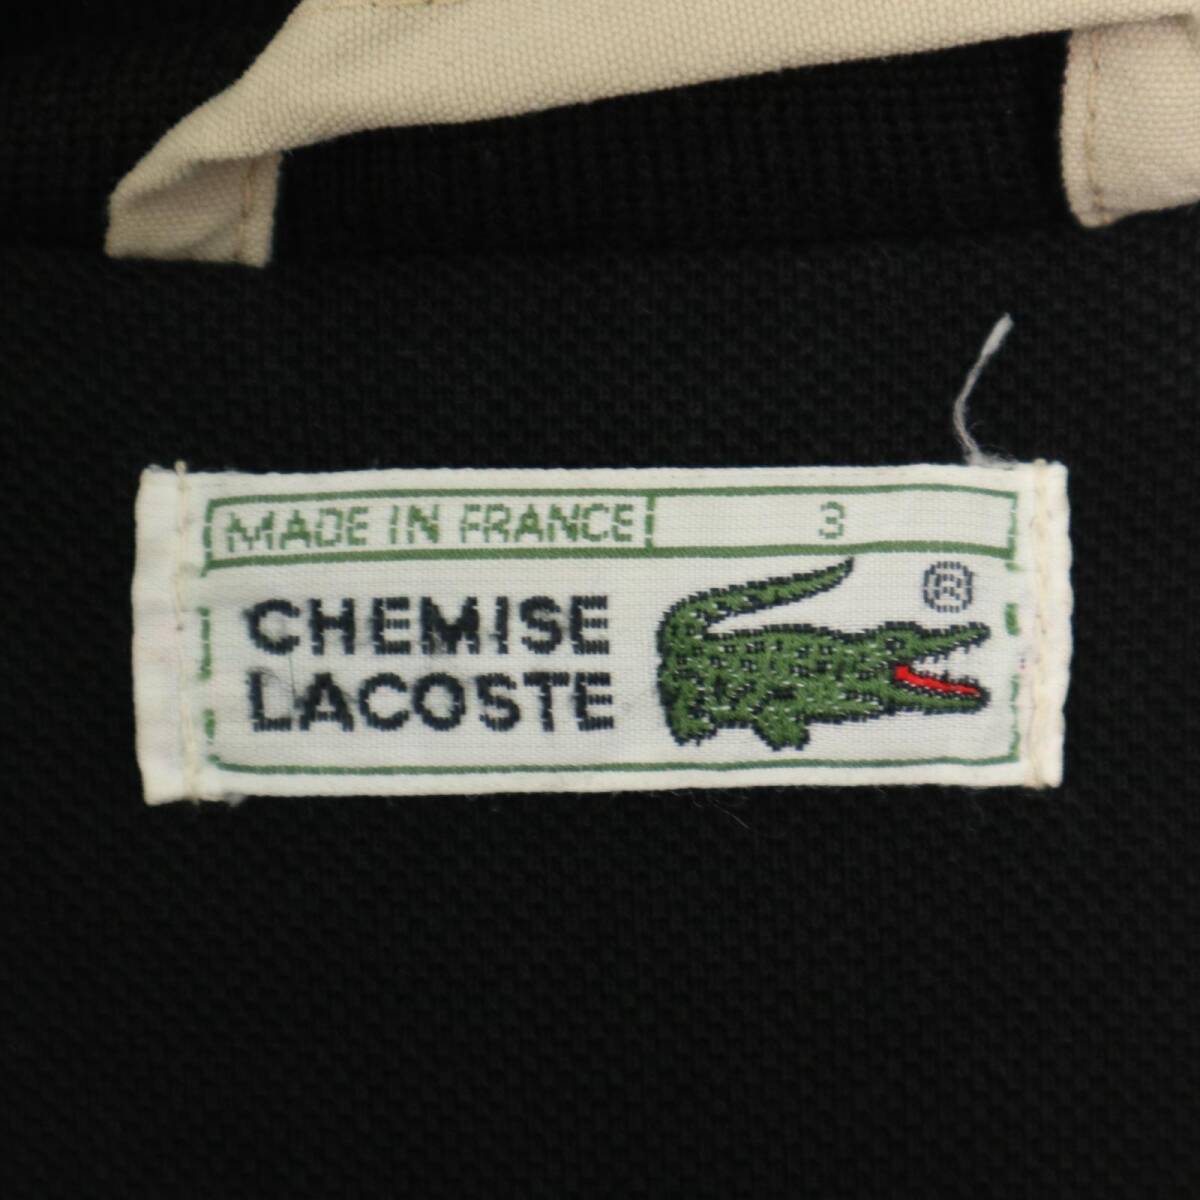 MADE IN FRANCE 3
CHEMISE
LACOSTE
®